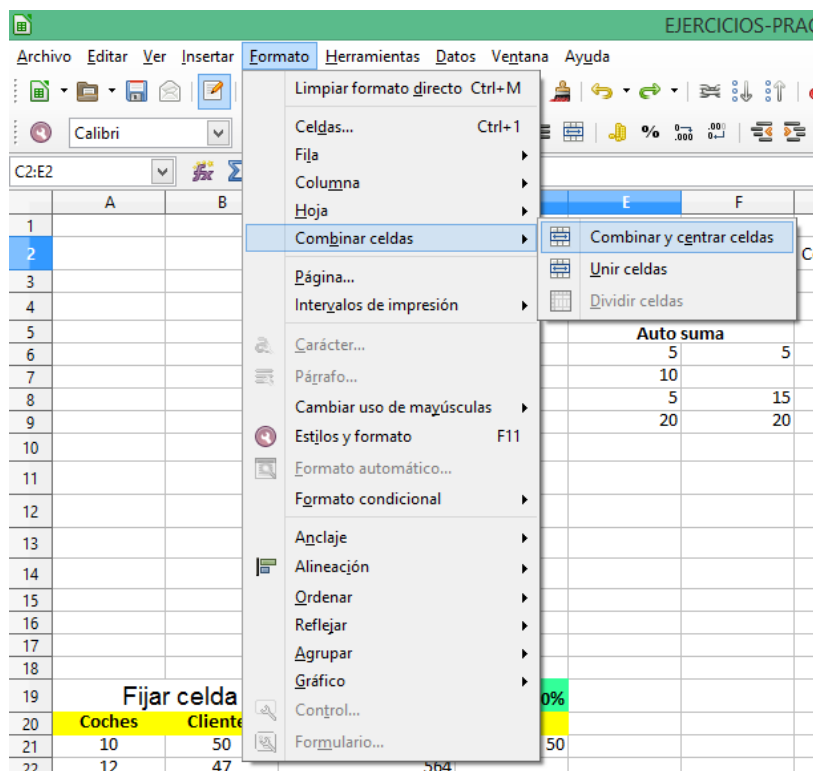 EJERCICIOS-PRAC
Archivo Editar Ver Insertar Formato Herramientas Datos Ventana Ayuda
Limpiar formato directo Ctrl+M
Calibri
Celdas... Ctrl+1
% .000 .00
C2:E2
Fila
Columna
A B E F
Hoja
1
Combinar celdas
Combinar y centrar celdas
2
Unir celdas
3
Página...
Dividir celdas
4
Intervalos de impresión
5 Auto suma
Carácter...
6 5 5
Párrafo...
7 10
8 5 15
Cambiar uso de mayúsculas
9 20 20
Estilos y formato F11
10
Formato automático...
11
Formato condicional
12
Anclaje
13
Alineación
14
Ordenar
15
Reflejar
16
17
Agrupar
18
Gráfico
19 Fijar celda 0%
Control...
20 Coches Cliente
21 10 50 50
Formulario...
22 12 47 564